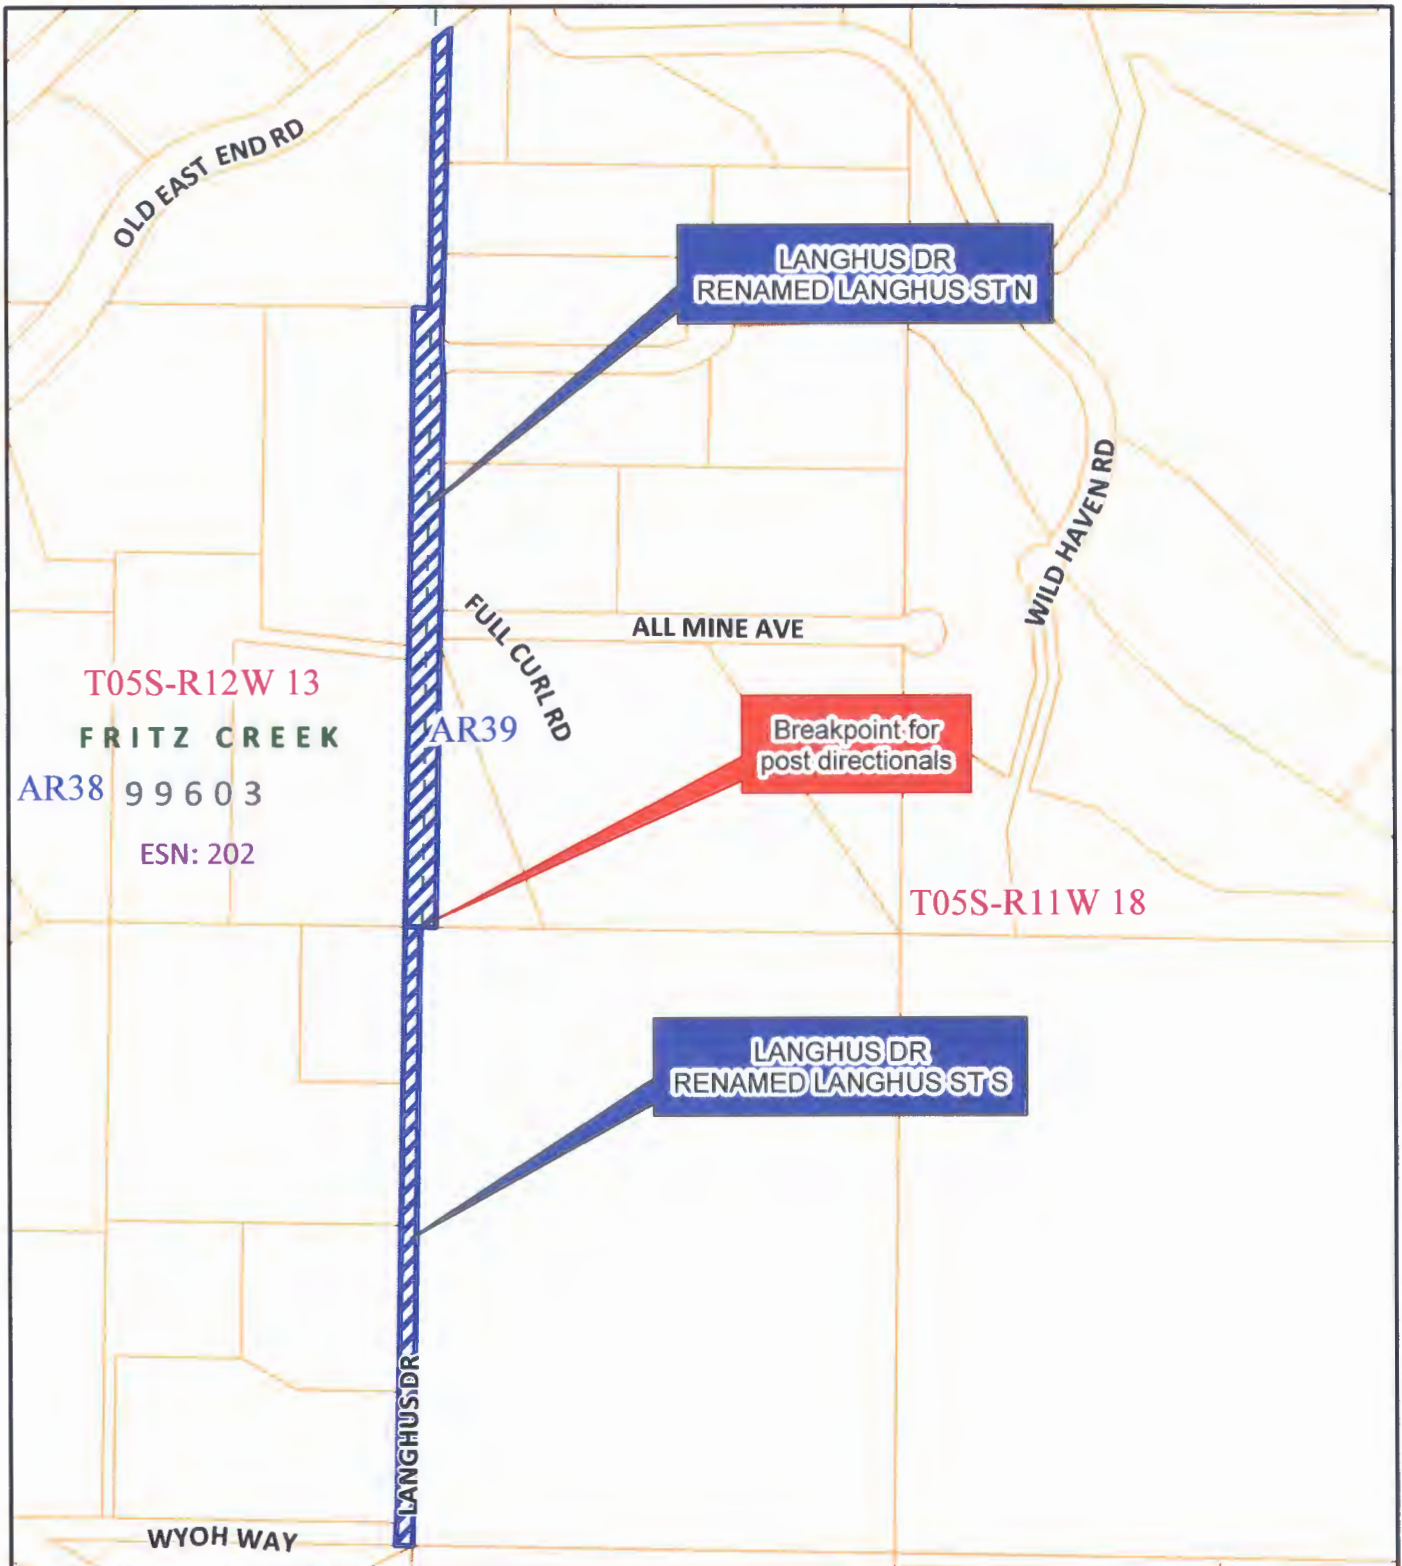 OLD EAST END RD
LANGHUS DR
RENAMED LANGHUS ST N
WILD HAVEN RD
FULL CURL RD
ALL MINE AVE
T05S-R12W 13
FRITZ CREEK
AR39
AR38 99603
ESN: 202
Breakpoint for
post directionals
T05S-R11W 18
LANGHUS DR
RENAMED LANGHUS ST S
LANGHUS DR
WYOH WAY